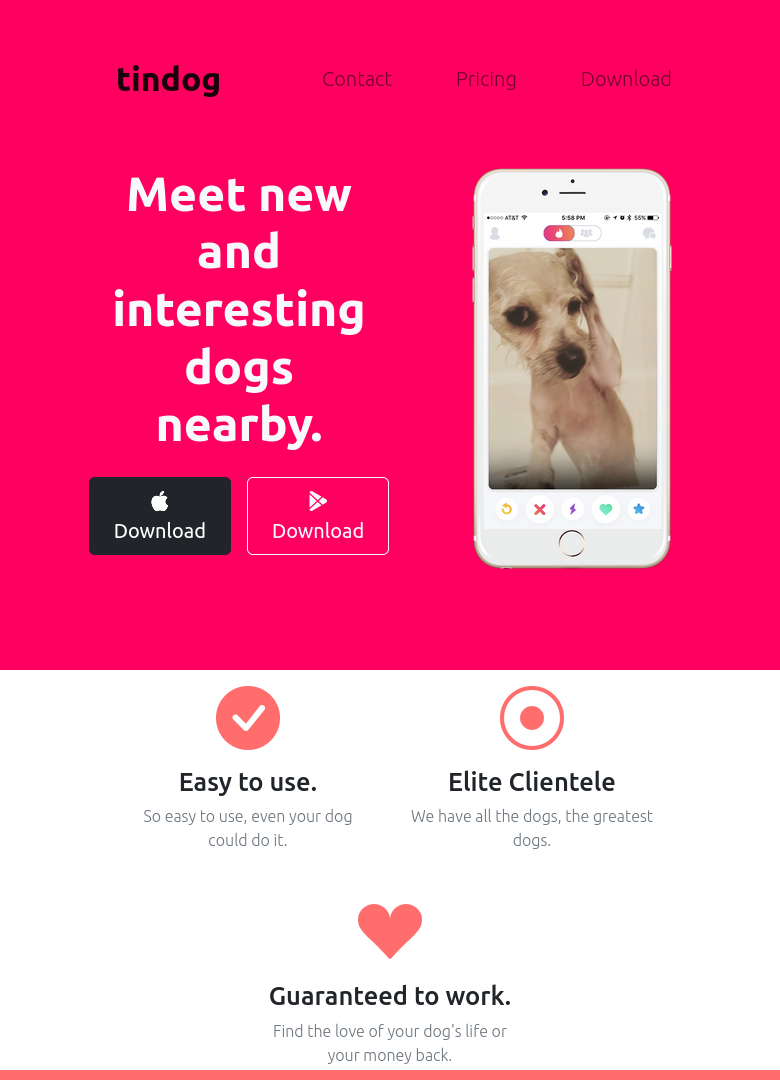 tindog
Contact
Pricing
Download
Meet new
and
interesting
dogs
nearby.
AT&T
5:58 PM
55%
Download
Download
Easy to use.
So easy to use, even your dog
could do it.
Elite Clientele
We have all the dogs, the greatest
dogs.
Guaranteed to work.
Find the love of your dog's life or
your money back.